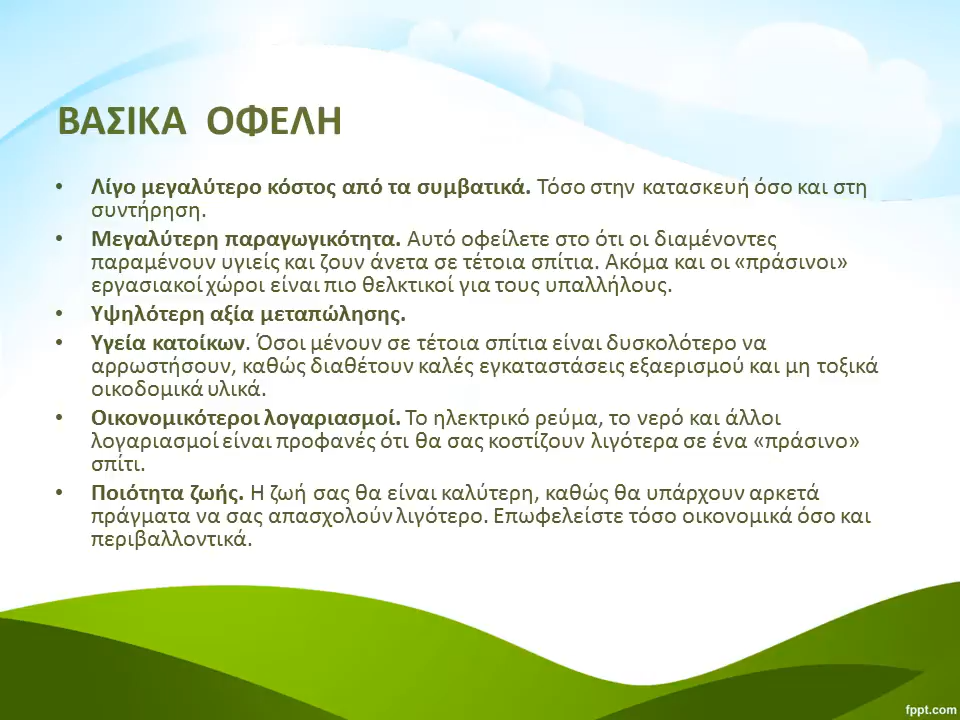 ΒΑΣΙΚΑ ΟΦΕΛΗ
• Λίγο μεγαλύτερο κόστος από τα συμβατικά. Τόσο στην κατασκευή όσο και στη
συντήρηση.
• Μεγαλύτερη παραγωγικότητα. Αυτό οφείλετε στο ότι οι διαμένοντες
παραμένουν υγιείς και ζουν άνετα σε τέτοια σπίτια. Ακόμα και οι «πράσινοι»
εργασιακοί χώροι είναι πιο θελκτικοί για τους υπαλλήλους.
• Υψηλότερη αξία μεταπώλησης.
• Υγεία κατοίκων. Όσοι μένουν σε τέτοια σπίτια είναι δυσκολότερο να
αρρωστήσουν, καθώς διαθέτουν καλές εγκαταστάσεις εξαερισμού και μη τοξικά
οικοδομικά υλικά.
• Οικονομικότεροι λογαριασμοί. Το ηλεκτρικό ρεύμα, το νερό και άλλοι
λογαριασμοί είναι προφανές ότι θα σας κοστίζουν λιγότερα σε ένα «πράσινο»
σπίτι.
• Ποιότητα ζωής. Η ζωή σας θα είναι καλύτερη, καθώς θα υπάρχουν αρκετά
πράγματα να σας απασχολούν λιγότερο. Επωφελείστε τόσο οικονομικά όσο και
περιβαλλοντικά.
fppt.com